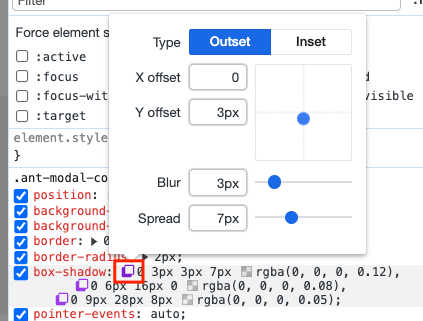 Filter
Force element s
:active
:focus
:focus-wit
visible
:target
element.style
}
.ant-modal-co
position:
background-
background-
border: 0
border-radius 2px;
box-shadow: 0 3px 3px 7px rgba(0, 0, 0, 0.12),
0 6px 16px 0 rgba(0, 0, 0, 0.08),
0 9px 28px 8px rgba(0, 0, 0, 0.05);
pointer-events: auto;
Type Outset Inset
X offset 0
Y offset 3px
Blur 3px
Spread 7px